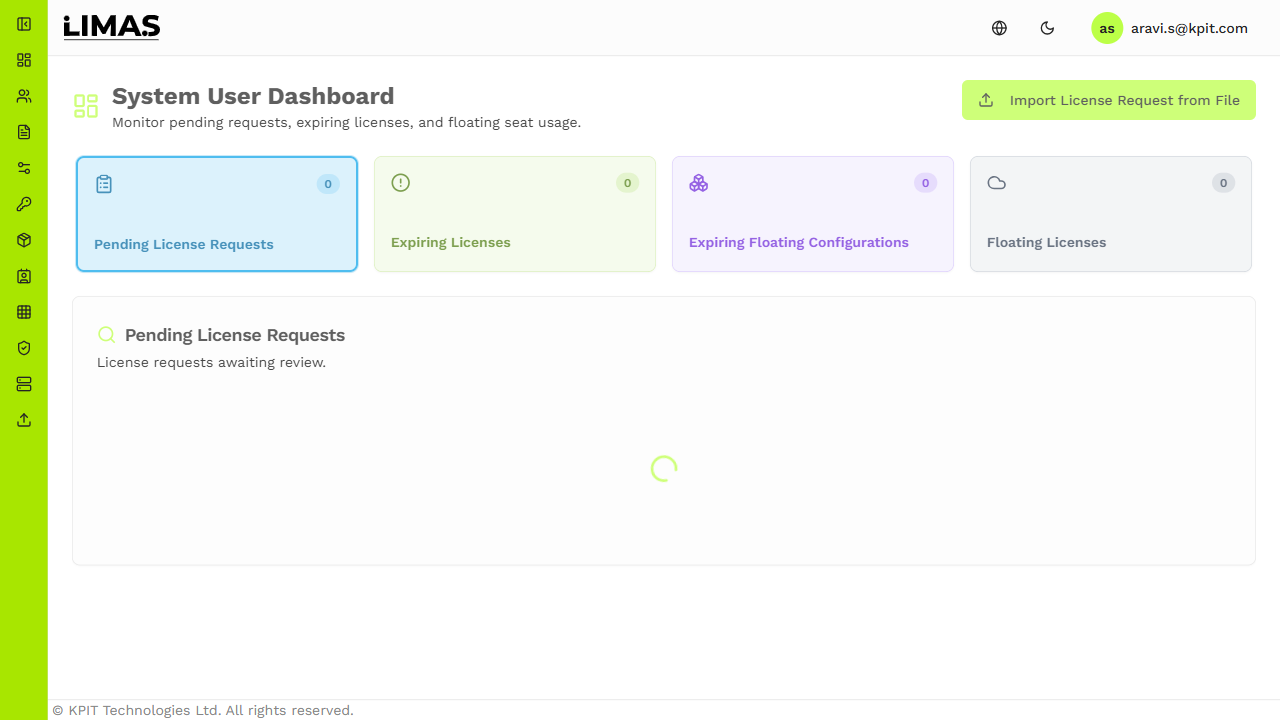 LIMAS
as
aravi.s@kpit.com
System User Dashboard
Monitor pending requests, expiring licenses, and floating seat usage.
Import License Request from File
0
Pending License Requests
0
Expiring Licenses
0
Expiring Floating Configurations
0
Floating Licenses
Pending License Requests
License requests awaiting review.
© KPIT Technologies Ltd. All rights reserved.